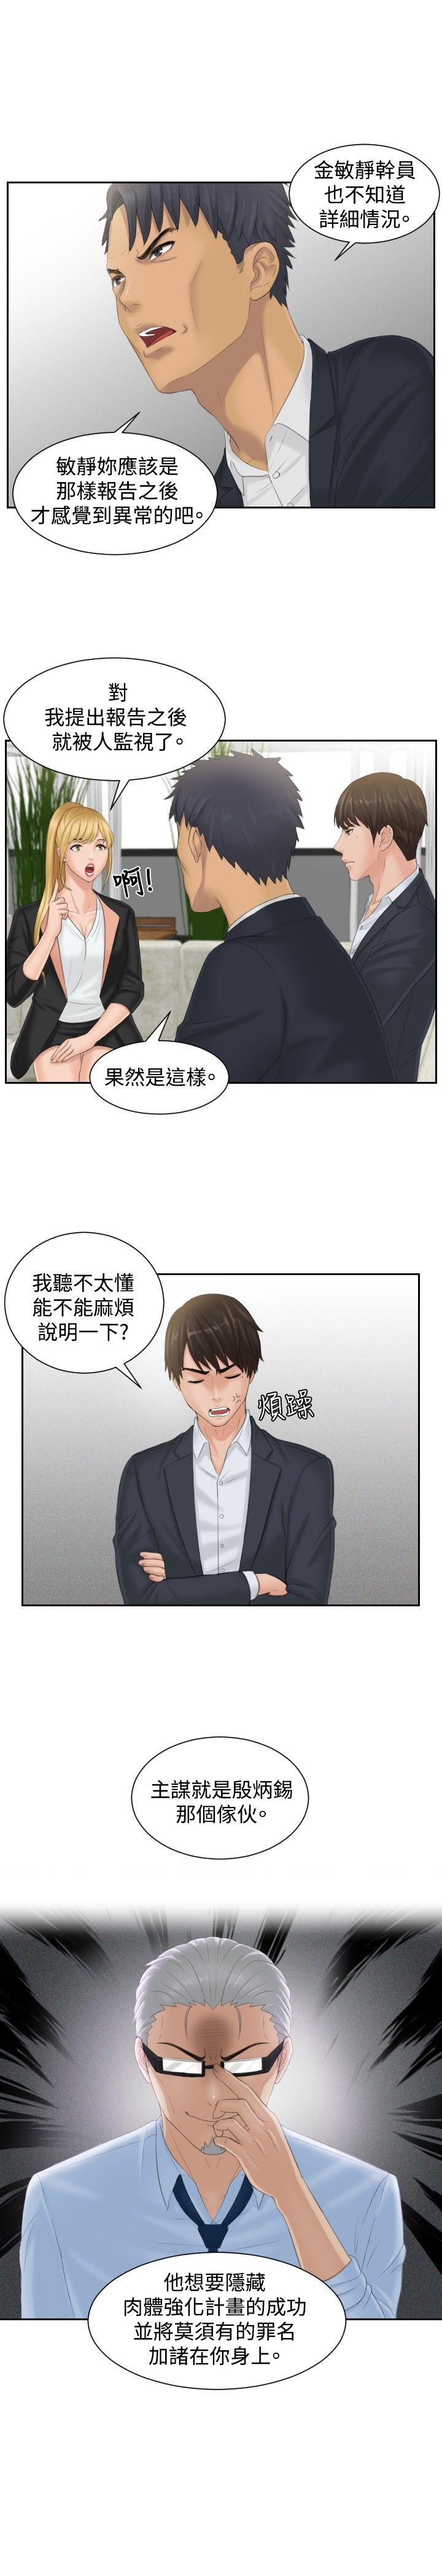 金敏靜幹員
也不知道
詳細情況。
敏靜妳應該是
那樣報告之後
才感覺到異常的吧。
對
我提出報告之後
就被人監視了。
啊!
果然是這樣。
我聽不太懂
能不能麻煩
說明一下?
煩躁
主謀就是殷炳錫
那個傢伙。
他想要隱藏
肉體強化計畫的成功
並將莫須有的罪名
加諸在你身上。